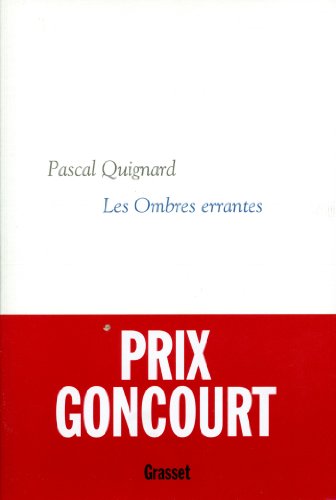 Pascal Quignard
Les Ombres errantes
PRIX
GONCOURT
Grasset